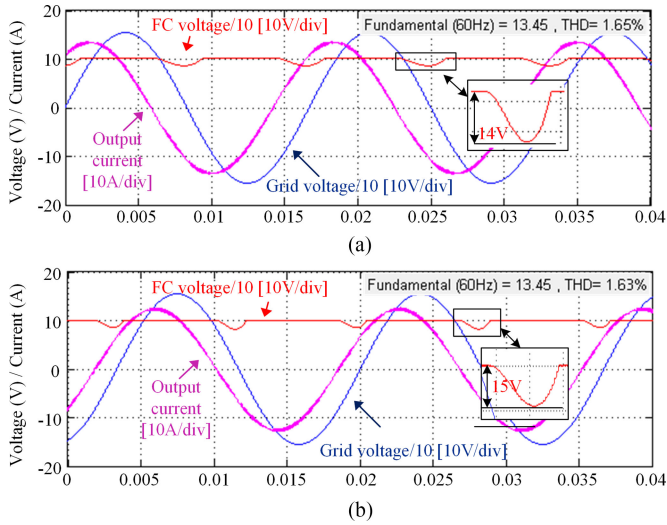 FC voltage/10 [10V/div]
Fundamental (60Hz) = 13.45 , THD= 1.65%
Voltage (V) / Current (A)
20
10
0
-10
-20
14V
Output
current
[10A/div]
Grid voltage/10 [10V/div]
0 0.005 0.01 0.015 0.02 0.025 0.03 0.035 0.04
(a)
FC voltage/10 [10V/div]
Fundamental (60Hz) = 13.45 , THD= 1.63%
Voltage (V) / Current (A)
20
10
0
-10
-20
15V
Output
current
[10A/div]
Grid voltage/10 [10V/div]
0 0.005 0.01 0.015 0.02 0.025 0.03 0.035 0.04
(b)